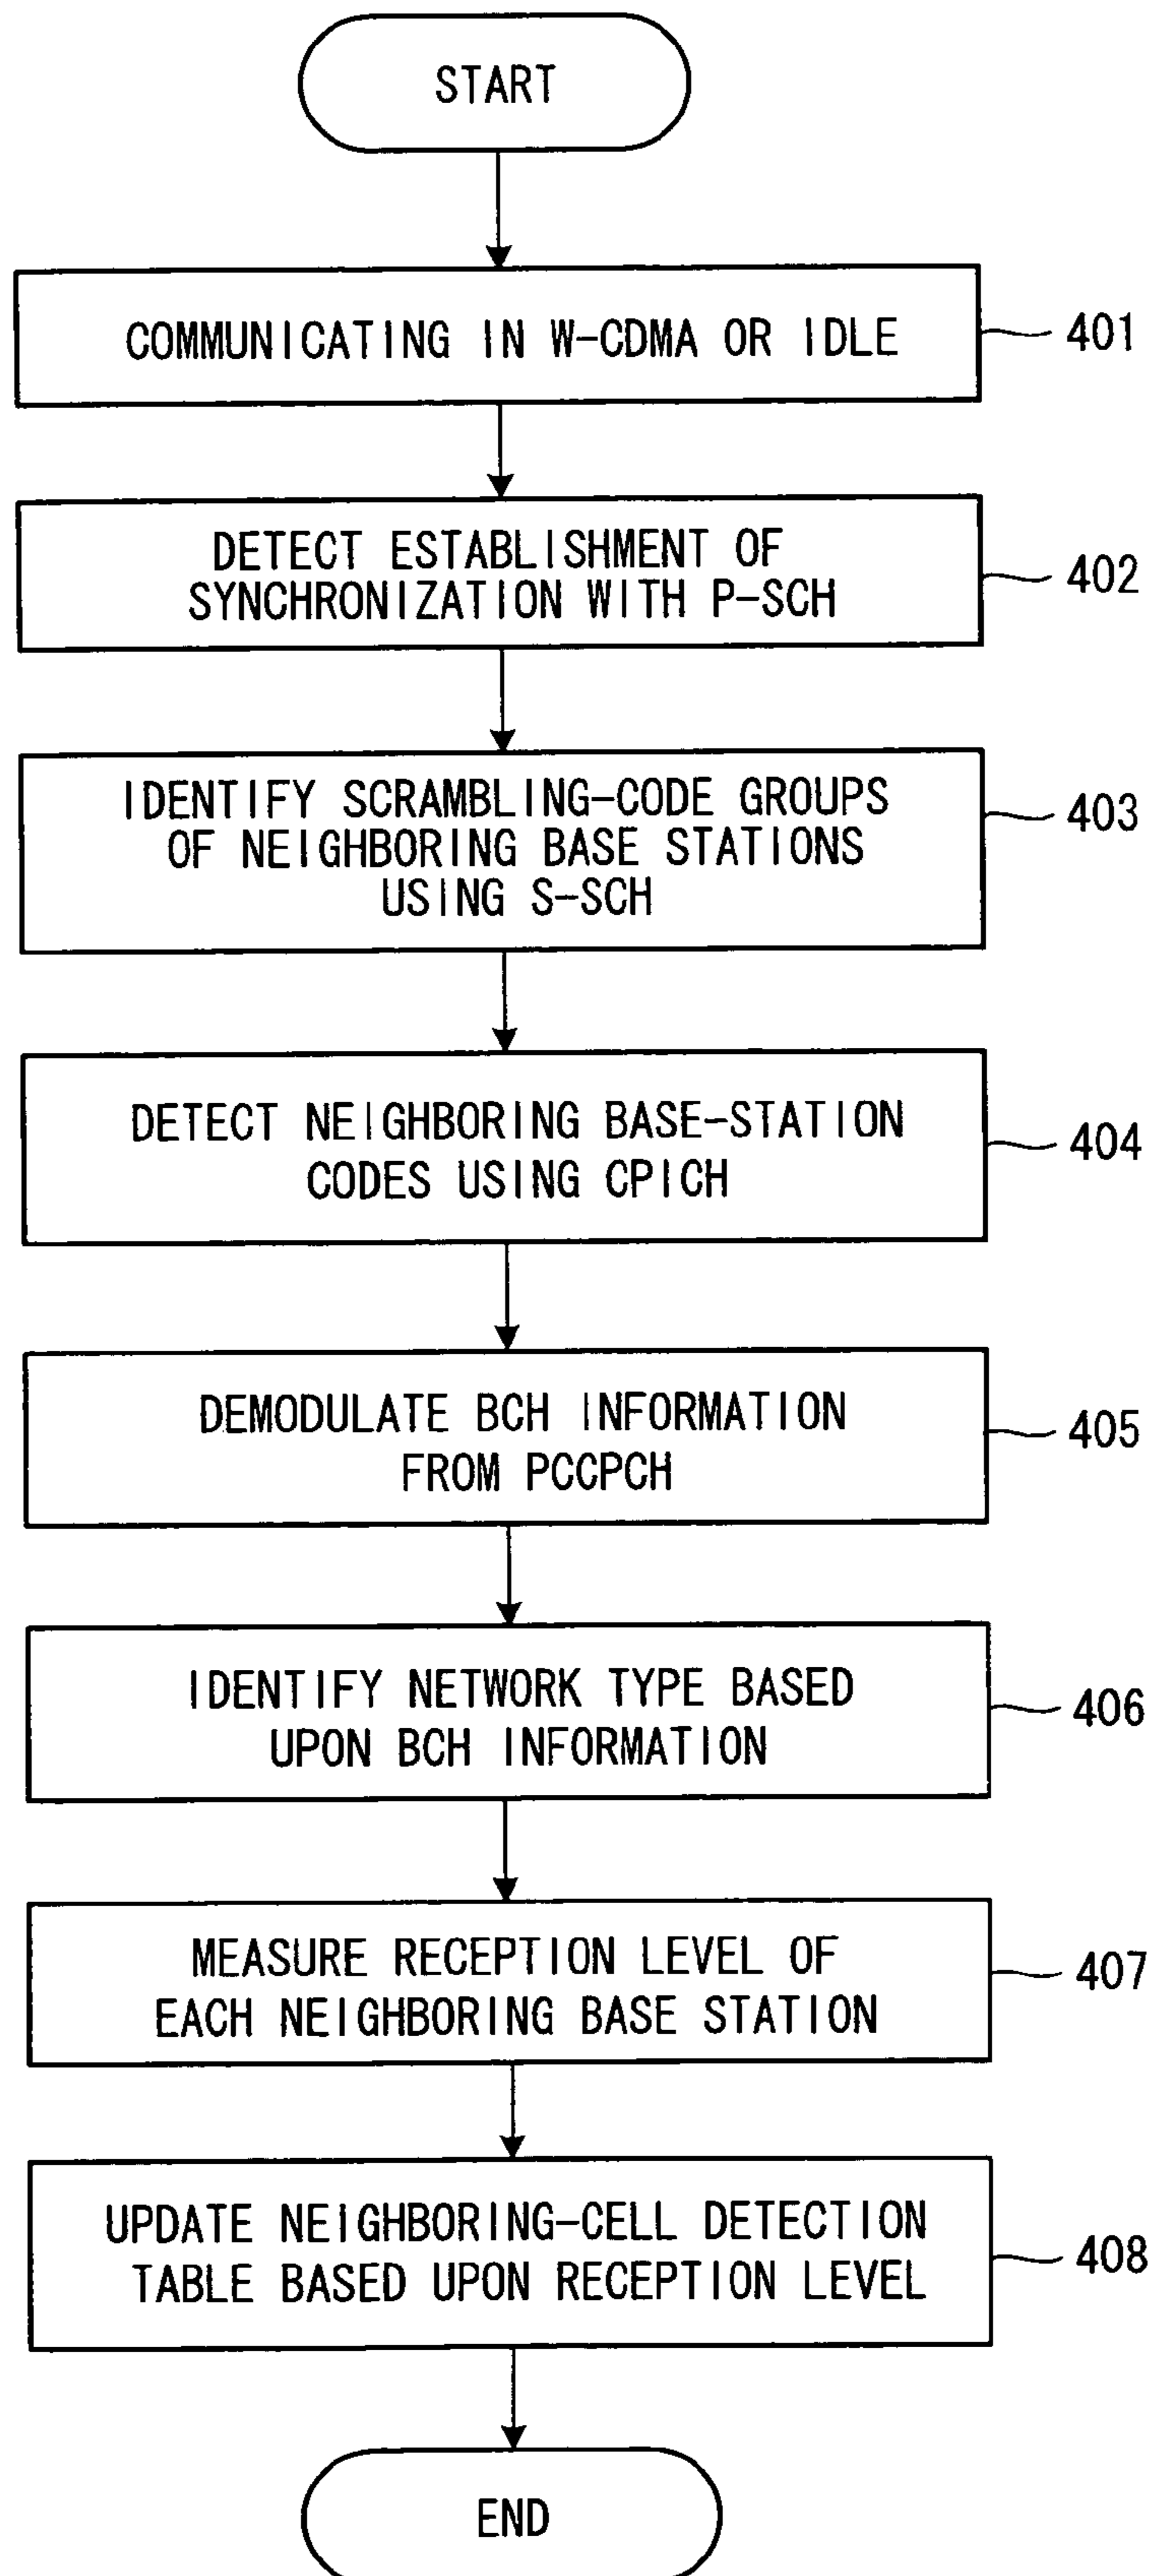 START
COMMUNICATING IN W-CDMA OR IDLE
401
DETECT ESTABLISHMENT OF
SYNCHRONIZATION WITH P-SCH
402
IDENTIFY SCRAMBLING-CODE GROUPS
OF NEIGHBORING BASE STATIONS
USING S-SCH
403
DETECT NEIGHBORING BASE-STATION
CODES USING CPICH
404
DEMODULATE BCH INFORMATION
FROM PCCPCH
405
IDENTIFY NETWORK TYPE BASED
UPON BCH INFORMATION
406
MEASURE RECEPTION LEVEL OF
EACH NEIGHBORING BASE STATION
407
UPDATE NEIGHBORING-CELL DETECTION
TABLE BASED UPON RECEPTION LEVEL
408
END